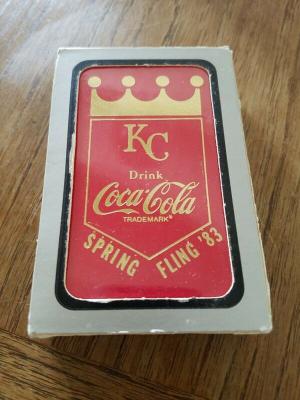 KC
Drink
Coca-Cola
TRADEMARK®
SPRING FLING '83